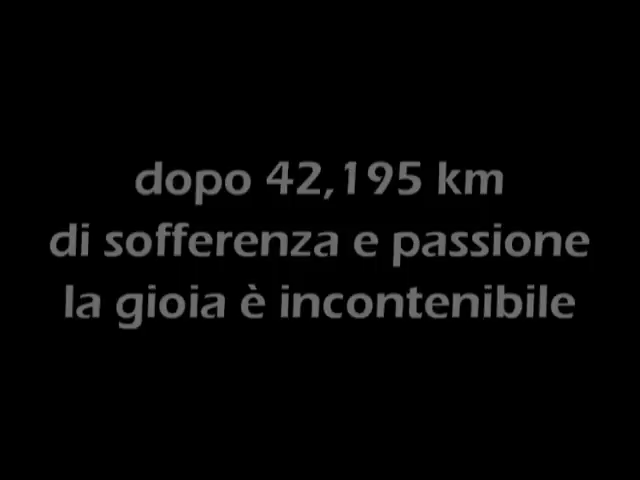 dopo 42,195 km
di sofferenza e passione
la gioia è incontenibile